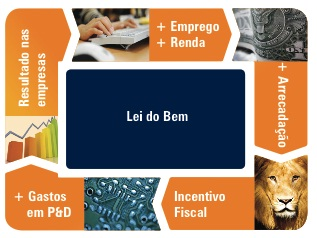 Resultado nas
empresas
+ Emprego
+ Renda
+ Arrecadação
Lei do Bem
+ Gastos
em P&D
Incentivo
Fiscal